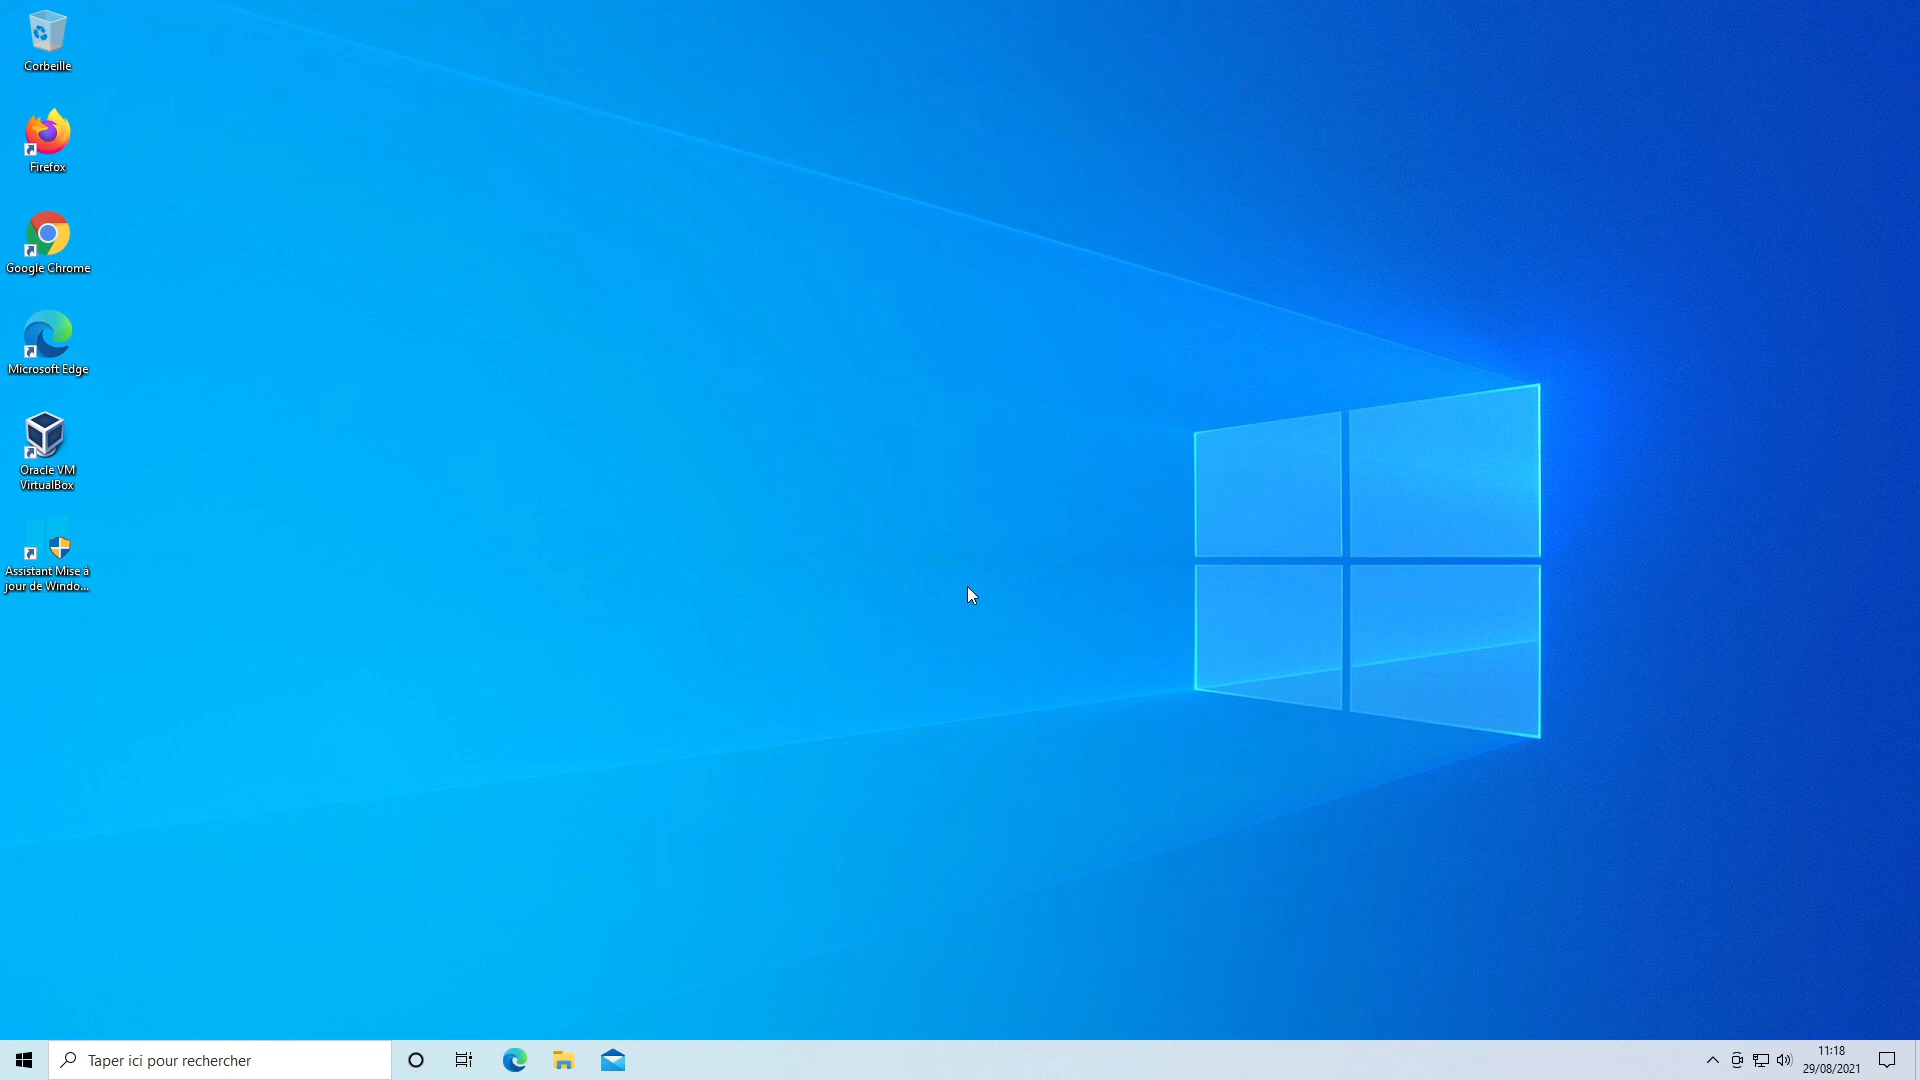 Corbeille
Firefox
Google Chrome
Microsoft Edge
Oracle VM
VirtualBox
Assistant Mise à
jour de Windo...
Taper ici pour rechercher
11:18
29/08/2021